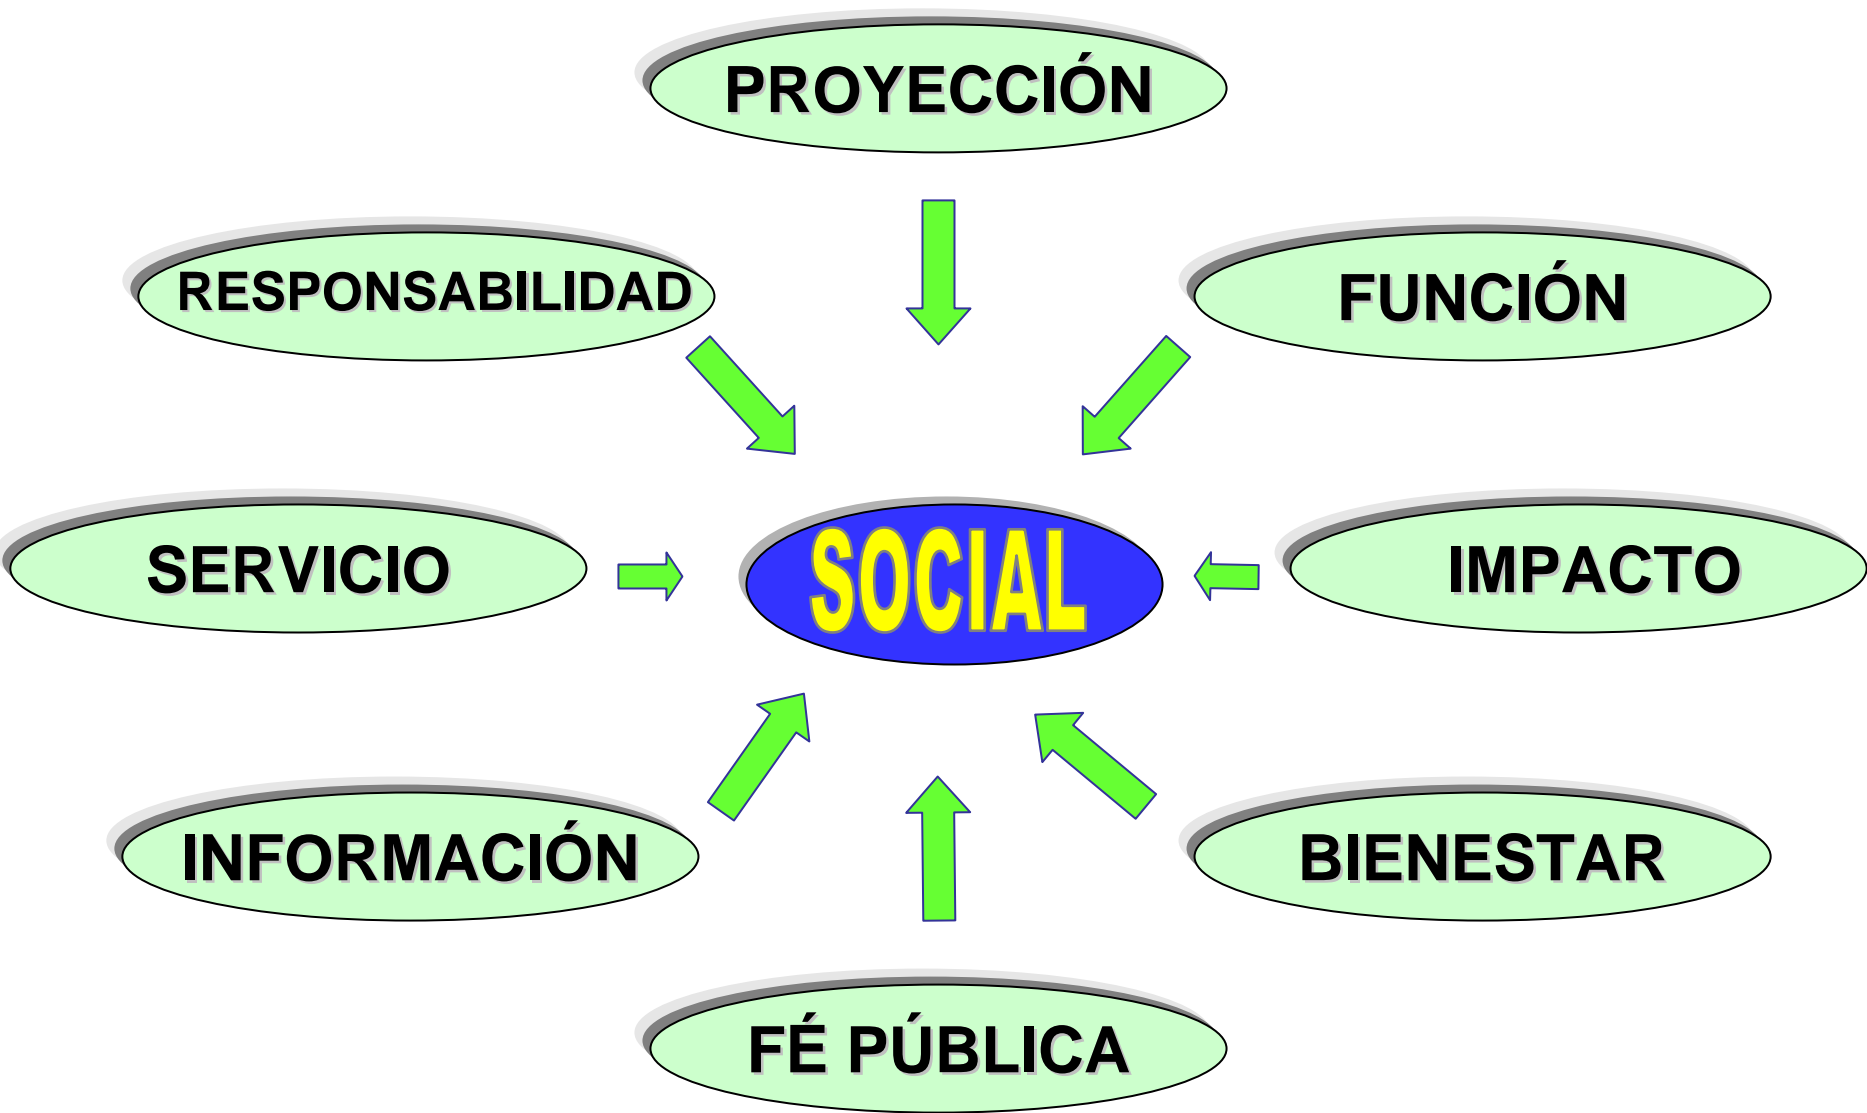 PROYECCIÓN
RESPONSABILIDAD
FUNCIÓN
SERVICIO
SOCIAL
IMPACTO
INFORMACIÓN
BIENESTAR
FÉ PÚBLICA